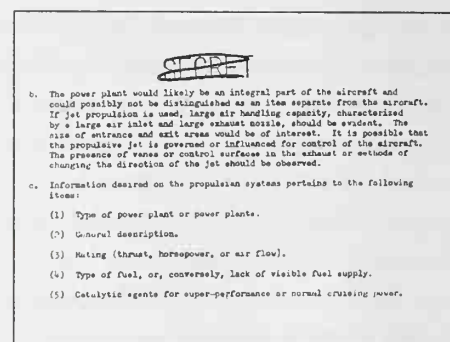 SECRET
b. The power plant would likely be an integral part of the aircraft and
could possibly not be distinguished as an item separate from the aircraft.
If jet propulsion is used, large air handling capacity, characterized
by a large air inlet and large exhaust nozzle, should be evident. The
size of entrance and exit areas would be of interest. It is possible that
the propulsive jet is governed or influenced for control of the aircraft.
The presence of vanes or control surfaces in the exhaust or methods of
changing the direction of the jet should be observed.
c. Information desired on the propulsion systems pertains to the following
items:
(1) Type of power plant or power plants.
(2) General description.
(3) Rating (thrust, horsepower, or air flow).
(4) Type of fuel, or, conversely, lack of visible fuel supply.
(5) Catalytic agents for super-performance or normal cruising power.